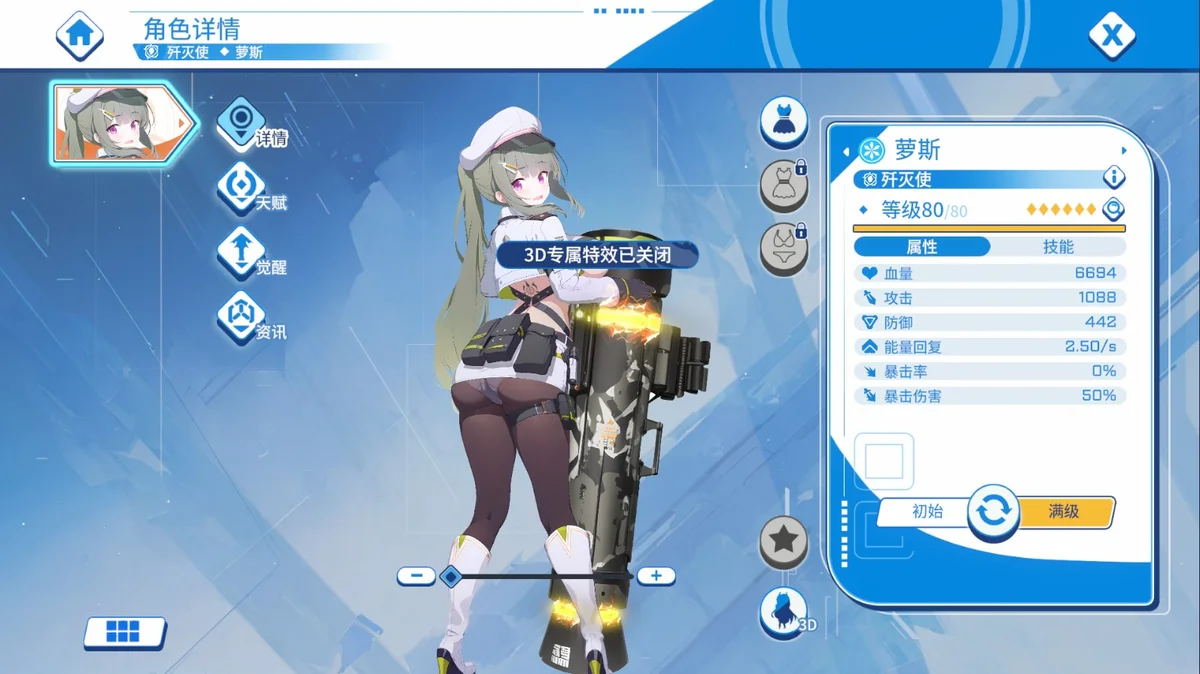 角色详情
歼灭使 ◆ 萝斯
详情
天赋
觉醒
资讯
3D专属特效已关闭
3D
萝斯
歼灭使
等级80/80
属性 技能
血量 6694
攻击 1088
防御 442
能量回复 2.50/s
暴击率 0%
暴击伤害 50%
初始 满级